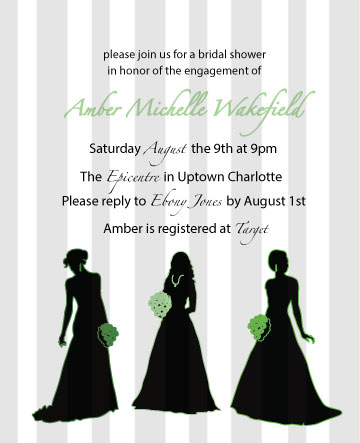 please join us for a bridal shower
in honor of the engagement of
Amber Michelle Wakefield
Saturday August the 9th at 9pm
The Epicentre in Uptown Charlotte
Please reply to Ebony Jones by August 1st
Amber is registered at Target